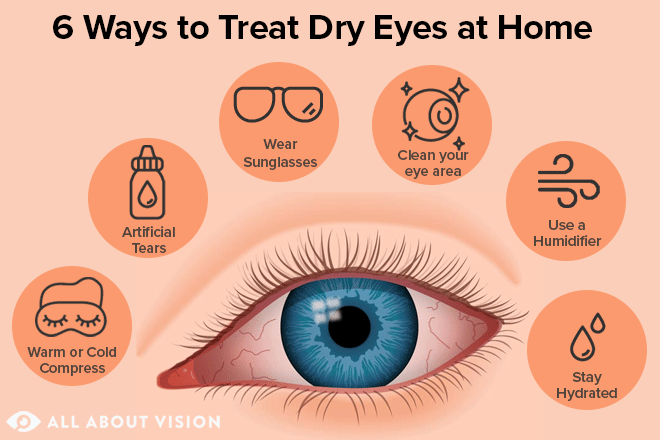 6 Ways to Treat Dry Eyes at Home
Warm or Cold
Compress
Artificial
Tears
Wear
Sunglasses
Clean your
eye area
Use a
Humidifier
Stay
Hydrated
ALL ABOUT VISION